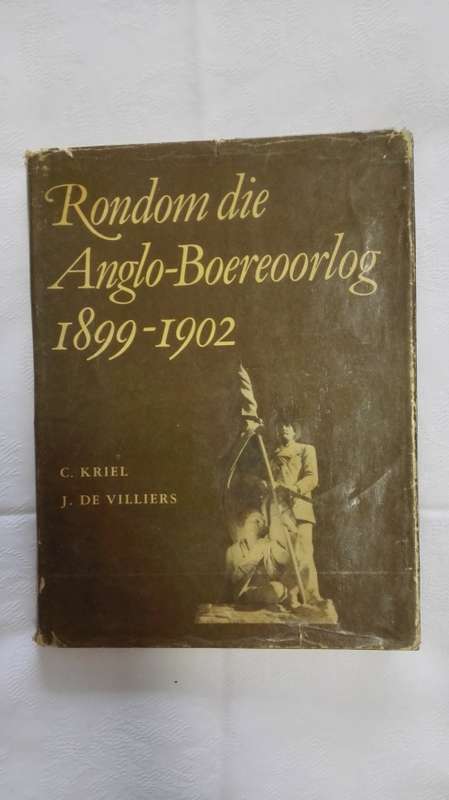 Rondom die
Anglo-Boereoorlog
1899-1902
C. KRIEL
J. DE VILLIERS